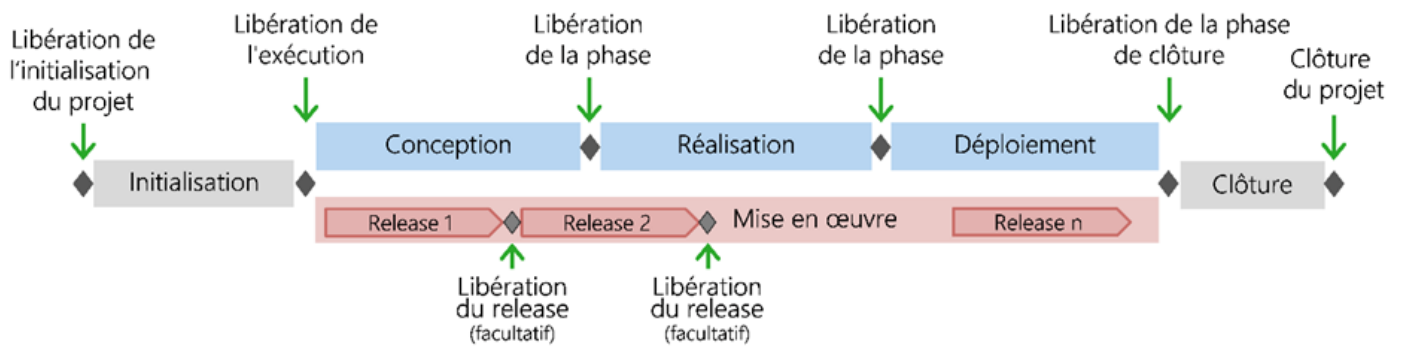 Libération de
l'initialisation
du projet
Libération de
l'exécution
Libération
de la phase
Libération
de la phase
Libération de la phase
de clôture
Clôture
du projet
Conception
Réalisation
Déploiement
Initialisation
Clôture
Release 1
Release 2
Mise en œuvre
Release n
Libération
du release
(facultatif)
Libération
du release
(facultatif)